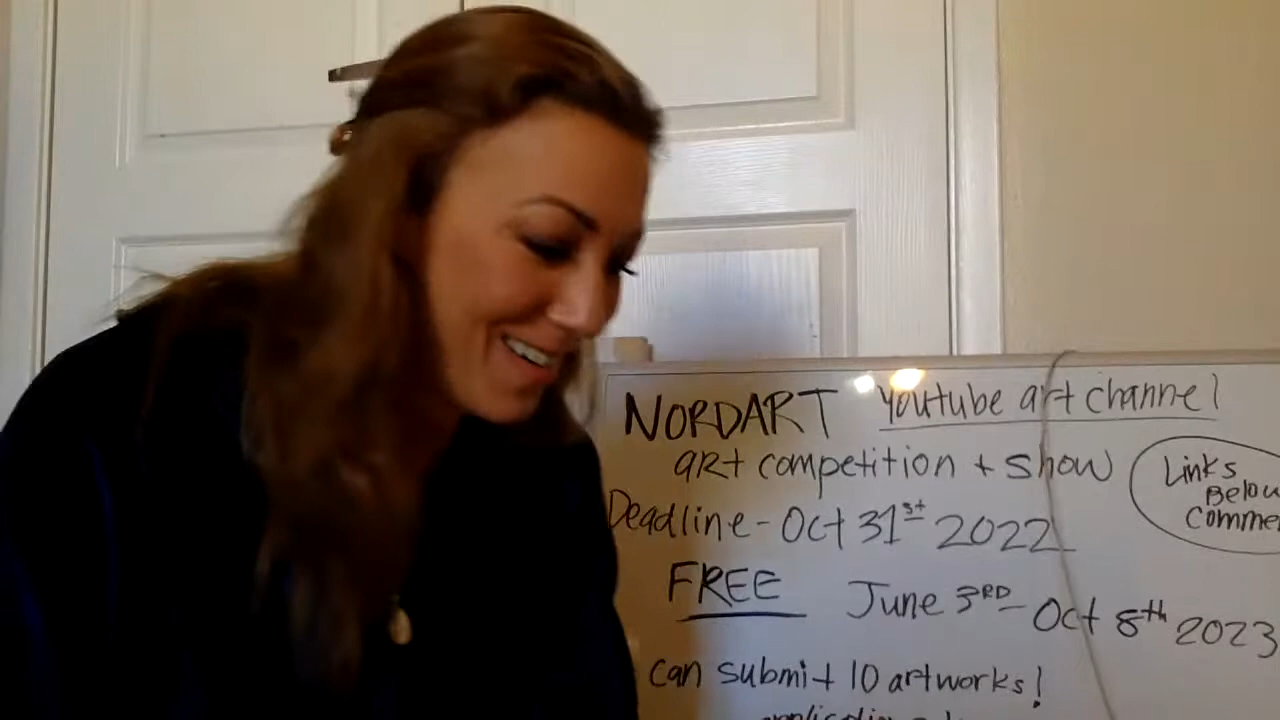 NORDART Youtube art channel
art competition + show
Links
Below
Deadline - Oct 31st 2022
FREE June 3RD - Oct 8th 2023
can submit 10 artworks!